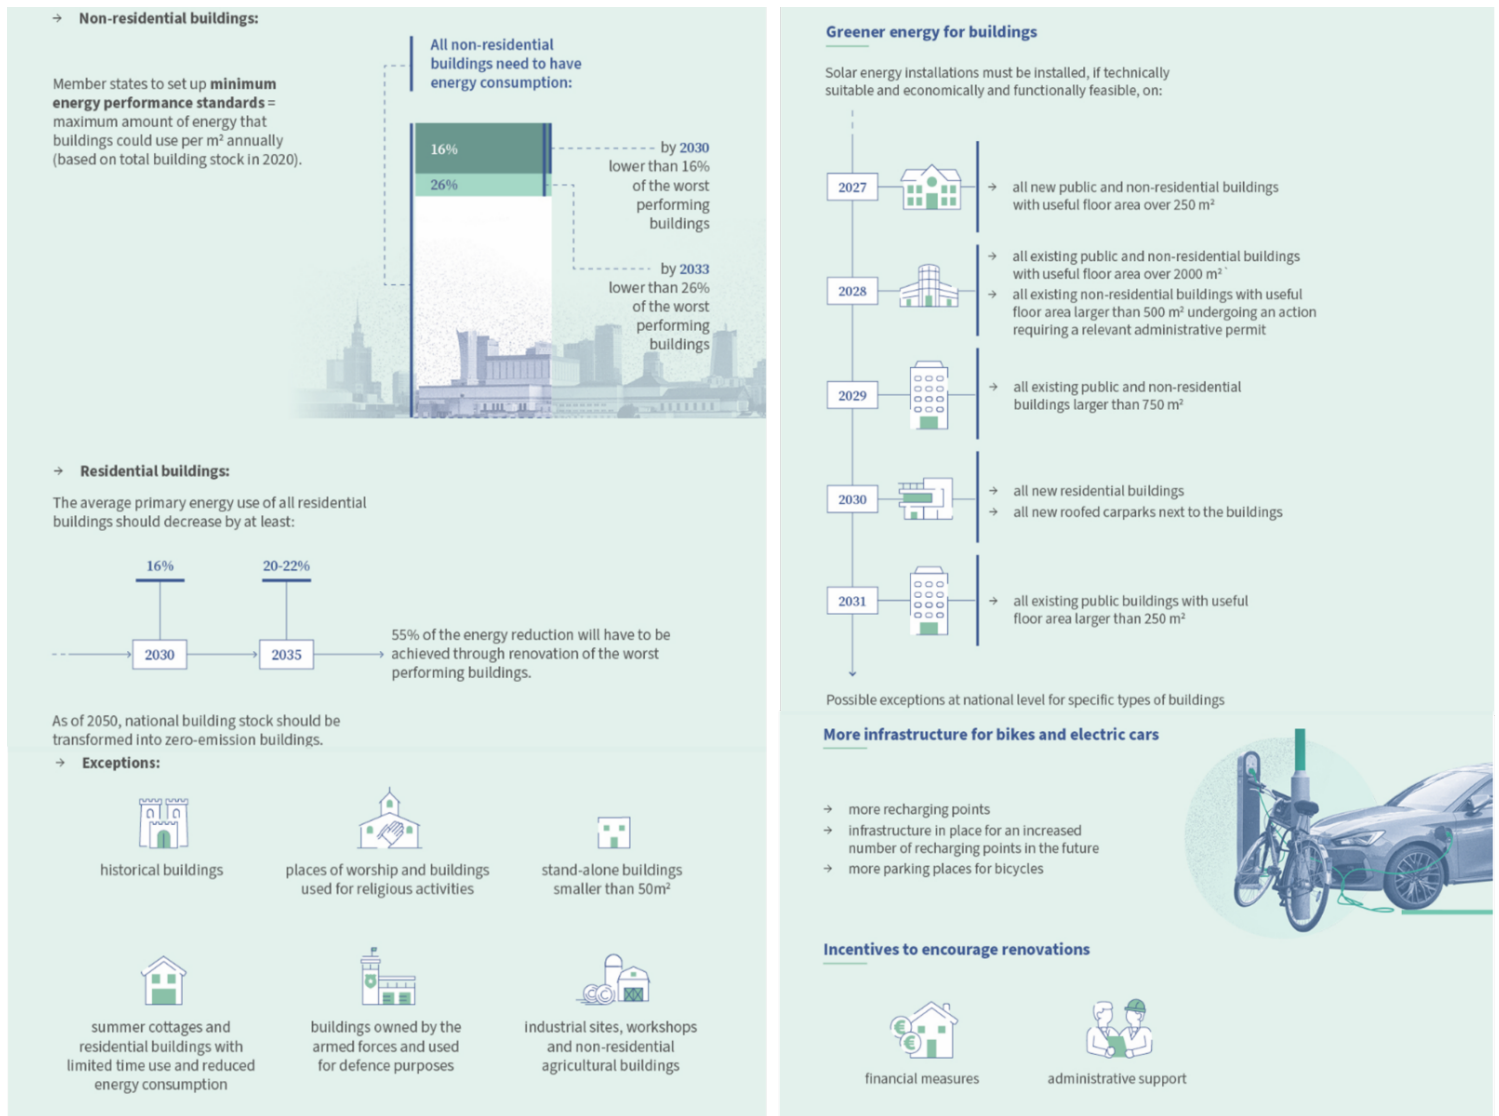 → Non-residential buildings:
Member states to set up minimum
energy performance standards =
maximum amount of energy that
buildings could use per m² annually
(based on total building stock in 2020).
All non-residential
buildings need to have
energy consumption:
16%
26%
by 2030
lower than 16%
of the worst
performing
buildings
by 2033
lower than 26%
of the worst
performing
buildings
→ Residential buildings:
The average primary energy use of all residential
buildings should decrease by at least:
16%
20-22%
2030
2035
55% of the energy reduction will have to be
achieved through renovation of the worst
performing buildings.
As of 2050, national building stock should be
transformed into zero-emission buildings.
→ Exceptions:
historical buildings
places of worship and buildings
used for religious activities
stand-alone buildings
smaller than 50m²
summer cottages and
residential buildings with
limited time use and reduced
energy consumption
buildings owned by the
armed forces and used
for defence purposes
industrial sites, workshops
and non-residential
agricultural buildings
Greener energy for buildings
Solar energy installations must be installed, if technically
suitable and economically and functionally feasible, on:
2027
→ all new public and non-residential buildings
with useful floor area over 250 m²
2028
→ all existing public and non-residential buildings
with useful floor area over 2000 m²
→ all existing non-residential buildings with useful
floor area larger than 500 m² undergoing an action
requiring a relevant administrative permit
2029
→ all existing public and non-residential
buildings larger than 750 m²
2030
→ all new residential buildings
→ all new roofed carparks next to the buildings
2031
→ all existing public buildings with useful
floor area larger than 250 m²
Possible exceptions at national level for specific types of buildings
More infrastructure for bikes and electric cars
→ more recharging points
→ infrastructure in place for an increased
number of recharging points in the future
→ more parking places for bicycles
Incentives to encourage renovations
€
€
financial measures
administrative support